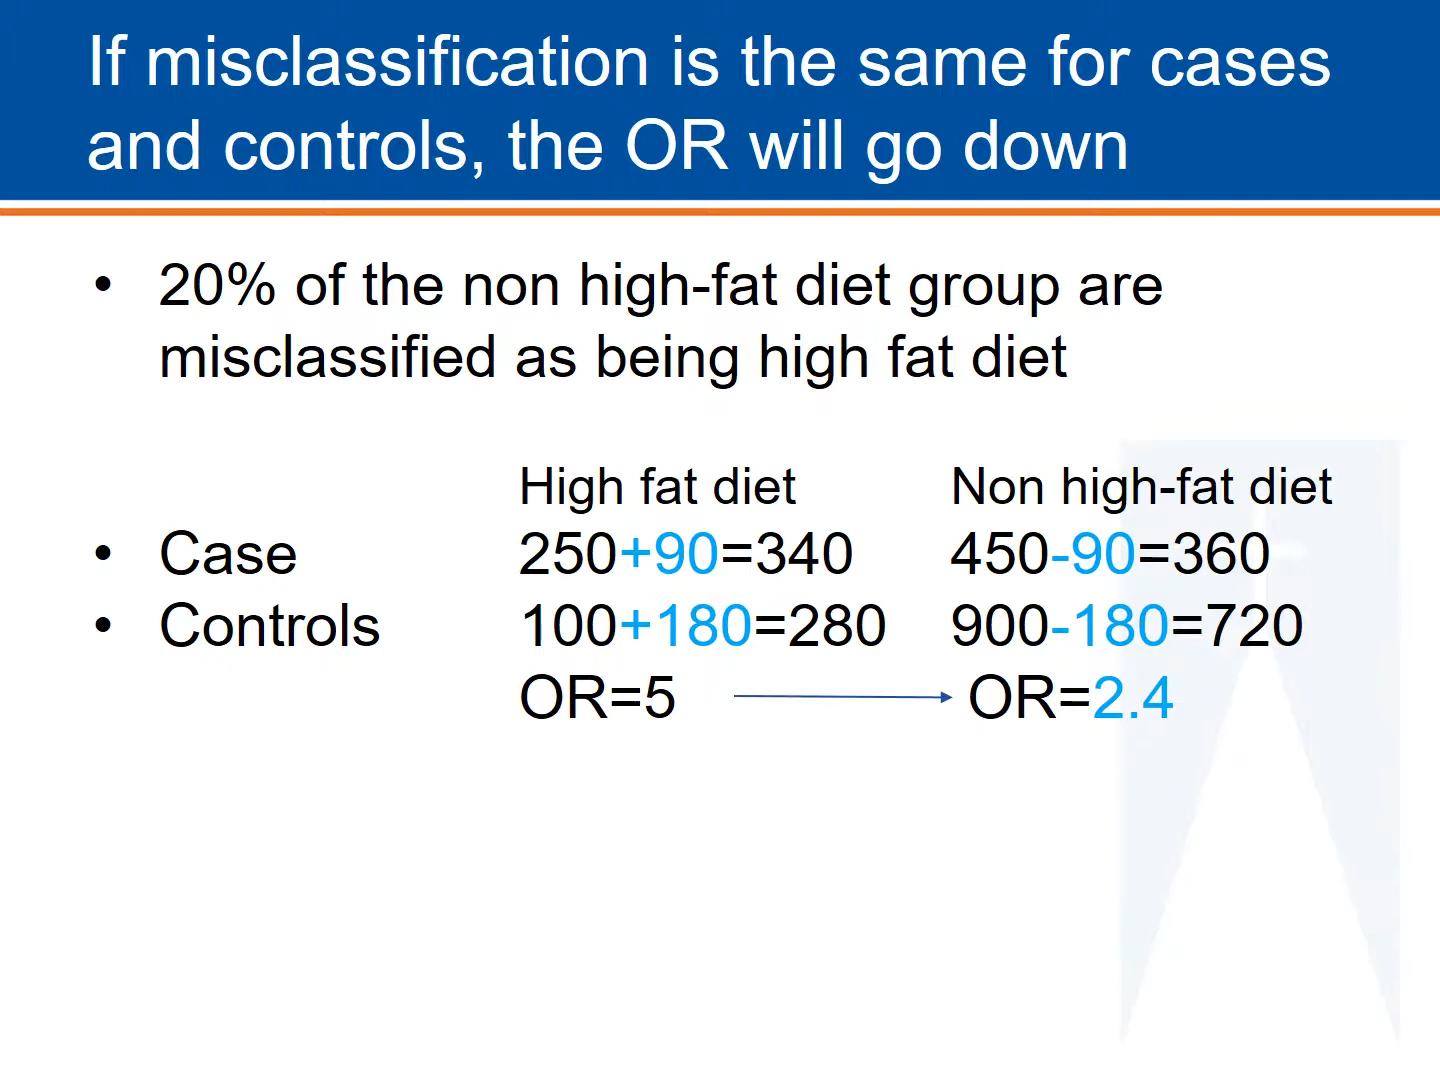 If misclassification is the same for cases
and controls, the OR will go down
• 20% of the non high-fat diet group are
misclassified as being high fat diet
High fat diet Non high-fat diet
• Case 250+90=340 450-90=360
• Controls 100+180=280 900-180=720
OR=5 OR=2.4